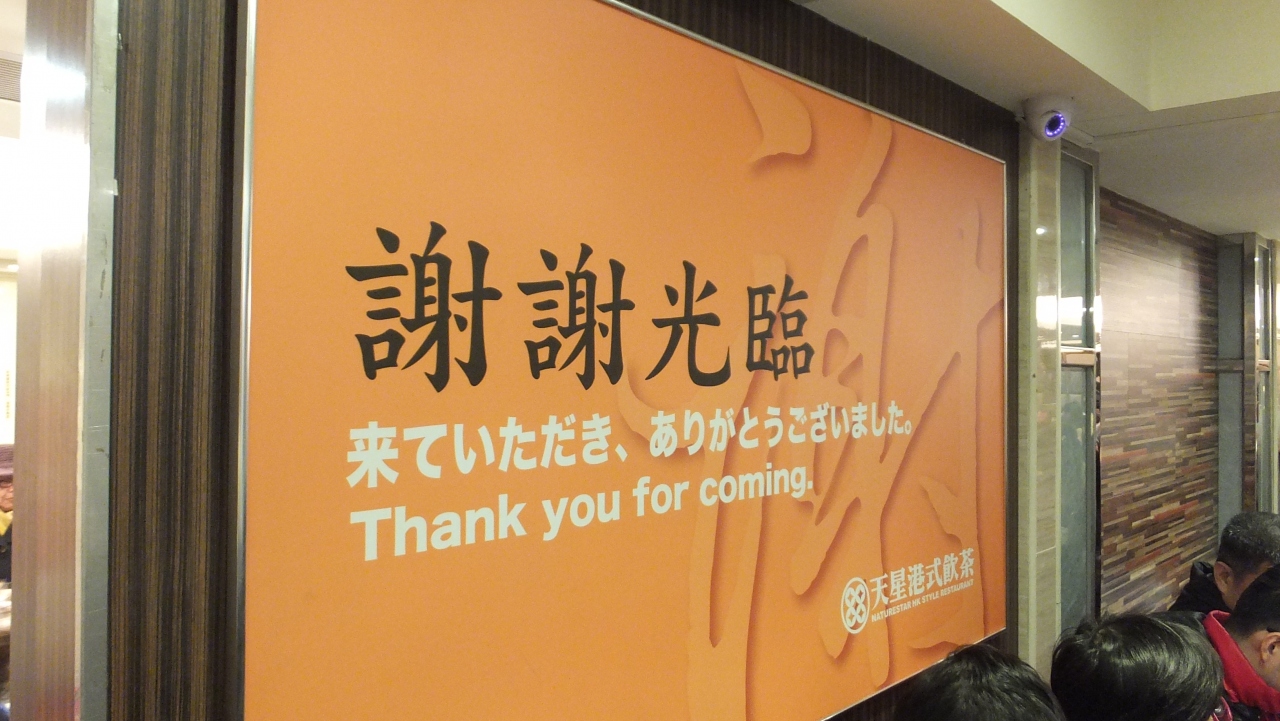 謝謝光臨
来ていただき、ありがとうございました。
Thank you for coming.
天星港式飲茶
NATURESTAR HK STYLE RESTAURANT